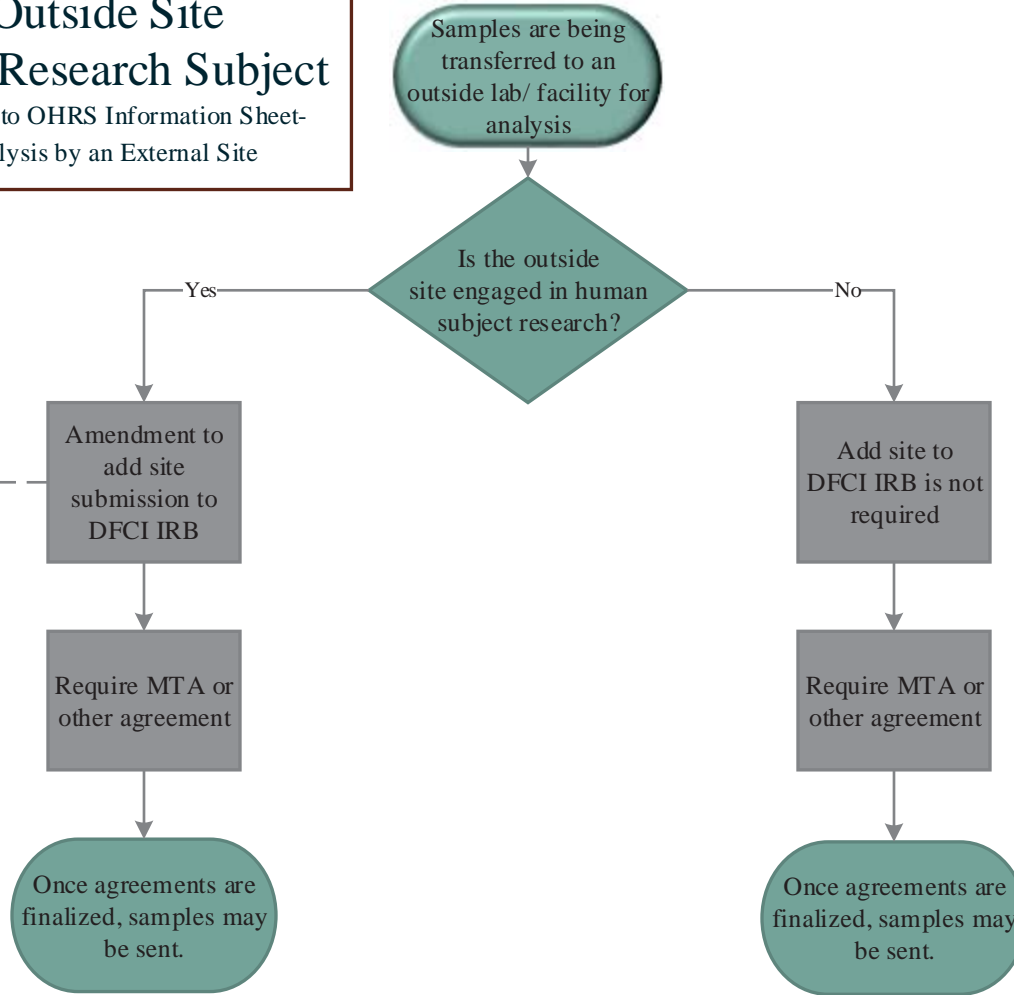 Outside Site
Research Subject
to OHRS Information Sheet-
lysis by an External Site
Samples are being
transferred to an
outside lab/ facility for
analysis
Is the outside
site engaged in human
subject research?
Yes
No
Amendment to
add site
submission to
DFCI IRB
Add site to
DFCI IRB is not
required
Require MTA or
other agreement
Require MTA or
other agreement
Once agreements are
finalized, samples may
be sent.
Once agreements are
finalized, samples may
be sent.